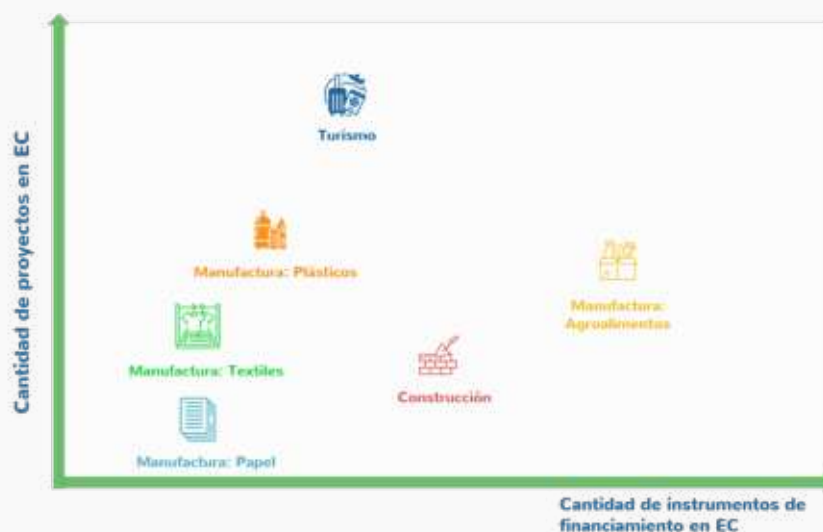 Cantidad de proyectos en EC
Turismo
Manufactura: Plásticos
Manufactura:
Agroalimentos
Manufactura: Textiles
Construcción
Manufactura: Papel
Cantidad de instrumentos de
financiamiento en EC